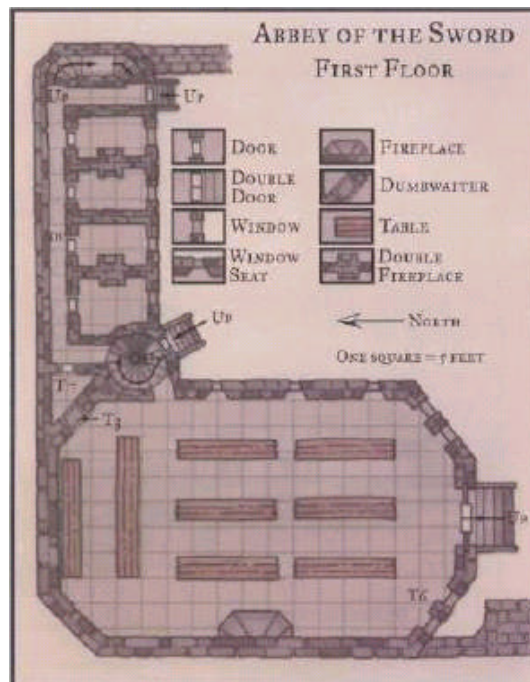 ABBEY OF THE SWORD
FIRST FLOOR
UP
UP
DOOR
DOUBLE
DOOR
WINDOW
WINDOW
SEAT
FIREPLACE
DUMBWAITER
TABLE
DOUBLE
FIREPLACE
UP
NORTH
ONE SQUARE = 5 FEET
T7
T8
UP
T6